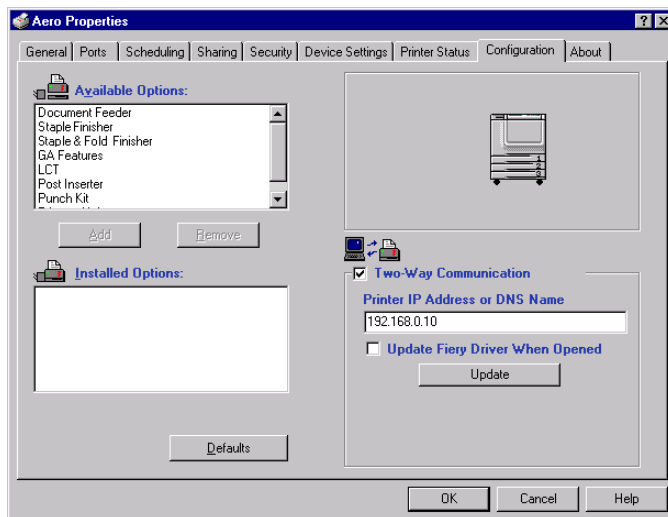 Aero Properties
General
Ports
Scheduling
Sharing
Security
Device Settings
Printer Status
Configuration
About
Available Options:
Document Feeder
Staple Finisher
Staple & Fold Finisher
GA Features
LCT
Post Inserter
Punch Kit
Add
Remove
Installed Options:
Defaults
1
2
3
Two-Way Communication
Printer IP Address or DNS Name
192.168.0.10
Update Fiery Driver When Opened
Update
OK
Cancel
Help